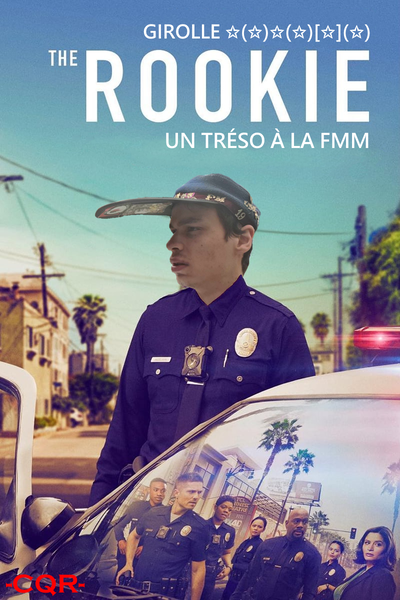 GIROLLE ☆(☆)☆(☆)[☆](☆)
THE ROOKIE
UN TRÉSO À LA FMM
-CQR-